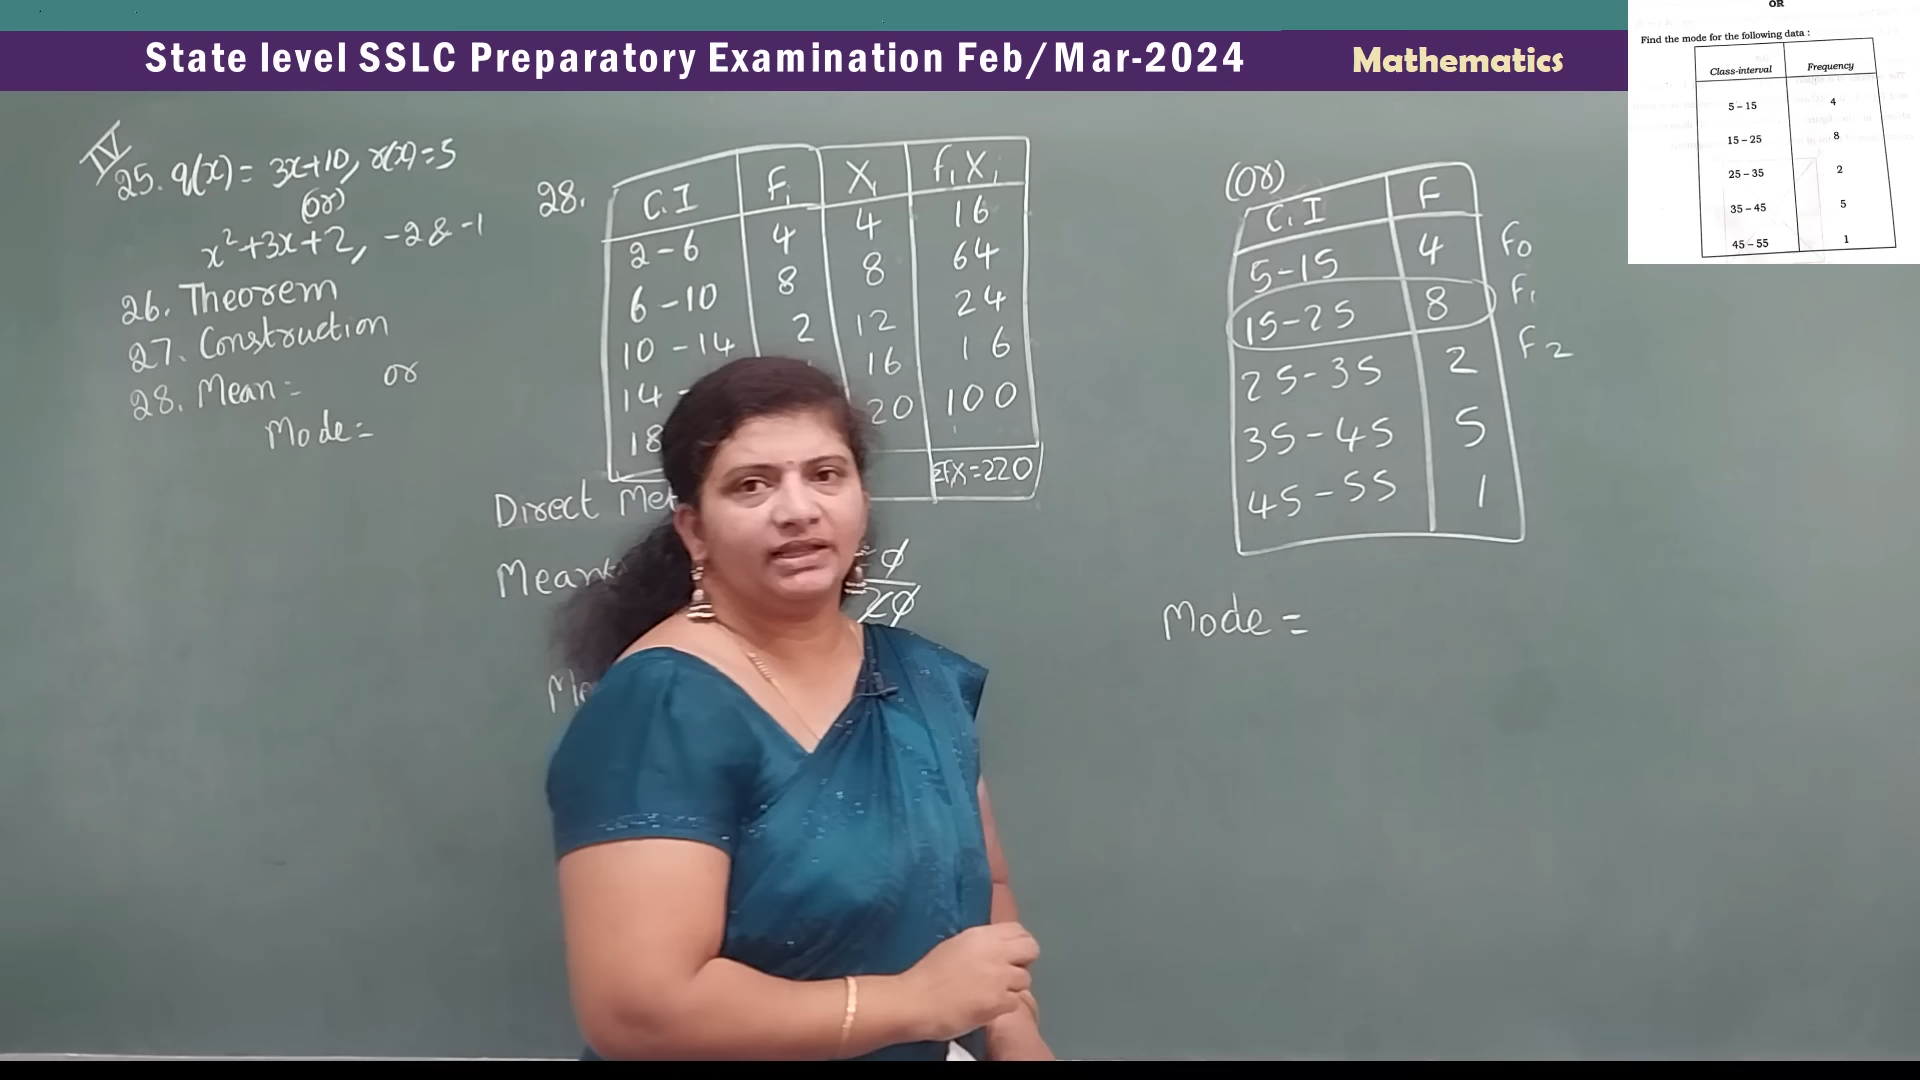 State level SSLC Preparatory Examination Feb/Mar-2024
Mathematics
OR
Find the mode for the following data :
Class-interval Frequency
5 – 15 4
15 – 25 8
25 – 35 2
35 – 45 5
45 – 55 1
IV
25. q(x) = 3x+10, r(x) = 5
(or)
x²+3x+2, -2 & -1
26. Theorem
27. Construction
28. Mean = or
Mode =
28.
C.I Fᵢ Xᵢ fᵢXᵢ
2-6 4 4 16
6-10 8 8 64
10-14 2 12 24
14- 16 16
18 20 100
ΣFX=220
Direct
Mean
20
(or)
C.I F
5-15 4 F0
15-25 8 F1
25-35 2 F2
35-45 5
45-55 1
Mode =